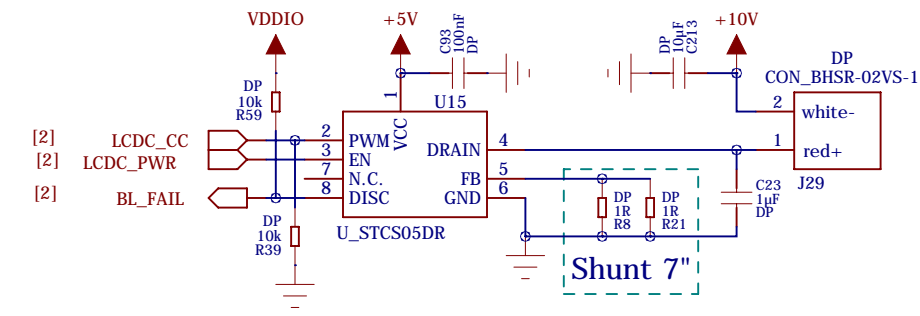 VDDIO
+5V
+10V
C93
100nF
DP
DP
10µF
C213
DP
CON_BHSR-02VS-1
DP
10k
R59
1
U15
VCC
2
white-
1
red+
J29
[2]
LCDC_CC
2
PWM
[2]
LCDC_PWR
3
EN
7
N.C.
[2]
BL_FAIL
8
DISC
DRAIN
4
FB
5
GND
6
U_STCS05DR
DP
10k
R39
DP
1R
R8
DP
1R
R21
C23
1µF
DP
Shunt 7"